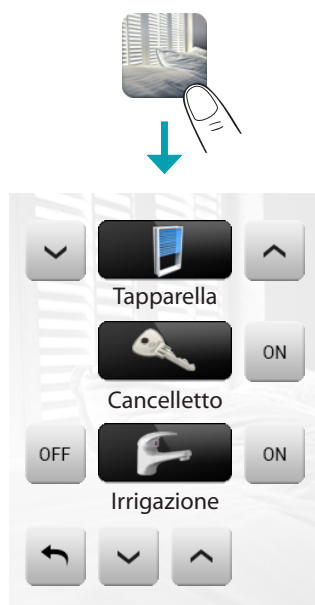 Tapparella
ON
Cancelletto
OFF
ON
Irrigazione